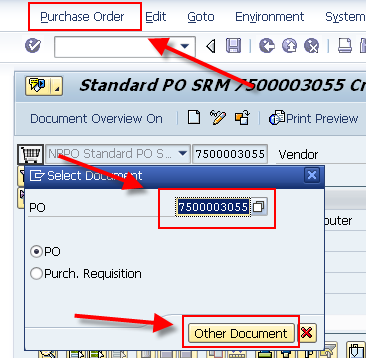 Purchase Order Edit Goto Environment System
Standard PO SRM 7500003055 Cr
Document Overview On Print Preview
NBPO Standard PO S... 7500003055 Vendor
Select Document
PO 7500003055
PO
Purch. Requisition
Other Document